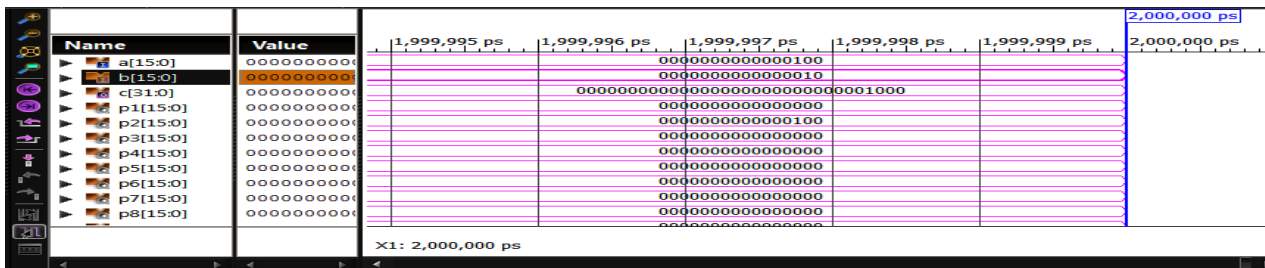 2,000,000 ps
Name Value 1,999,995 ps 1,999,996 ps 1,999,997 ps 1,999,998 ps 1,999,999 ps 2,000,000 ps
a[15:0] 000000000 0000000000000100
b[15:0] 000000000 0000000000000010
c[31:0] 000000000 00000000000000000000000000001000
p1[15:0] 000000000 0000000000000000
p2[15:0] 000000000 0000000000000100
p3[15:0] 000000000 0000000000000000
p4[15:0] 000000000 0000000000000000
p5[15:0] 000000000 0000000000000000
p6[15:0] 000000000 0000000000000000
p7[15:0] 000000000 0000000000000000
p8[15:0] 000000000 0000000000000000
X1: 2,000,000 ps